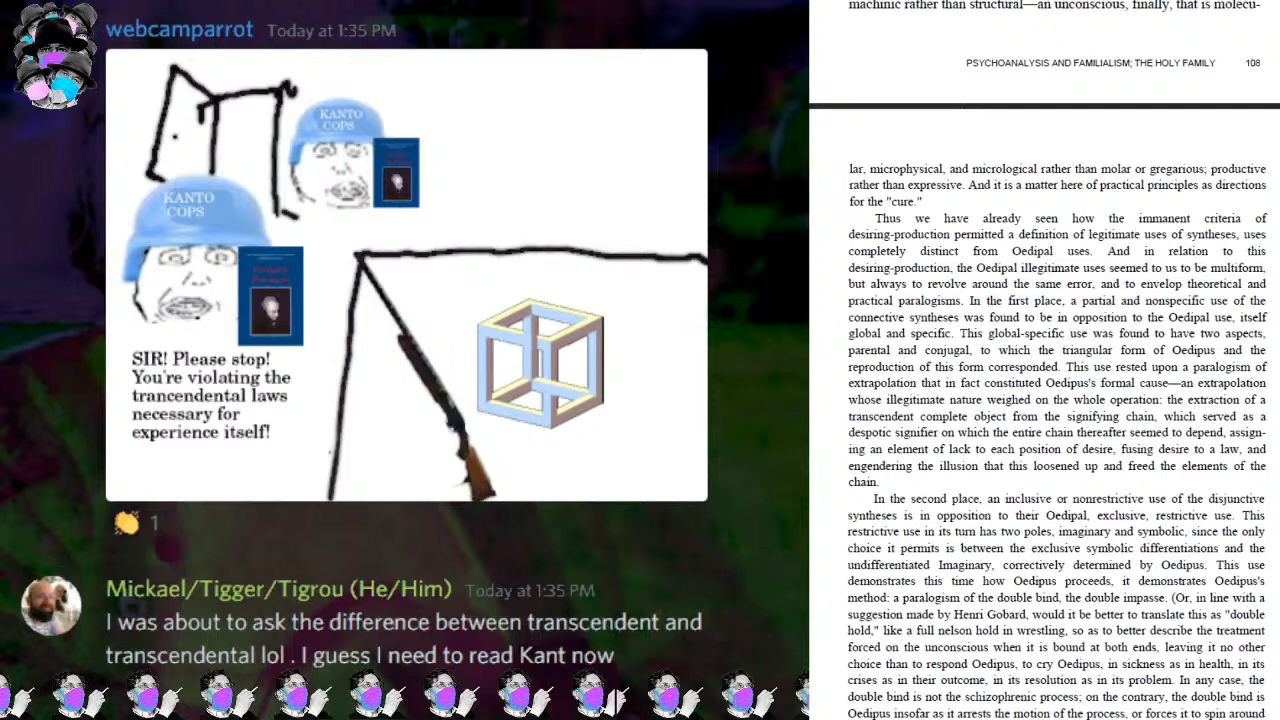 webcamparrot Today at 1:35 PM
KANTO
COPS
KANTO
COPS
SIR! Please stop!
You're violating the
trancendental laws
necessary for
experience itself!
1
Mickael/Tigger/Tigrou (He/Him) Today at 1:35 PM
I was about to ask the difference between transcendent and
transcendental lol . I guess I need to read Kant now
machinic rather than structural—an unconscious, finally, that is molecu-
PSYCHOANALYSIS AND FAMILIALISM; THE HOLY FAMILY 108
lar, microphysical, and micrological rather than molar or gregarious; productive
rather than expressive. And it is a matter here of practical principles as directions
for the "cure."
Thus we have already seen how the immanent criteria of
desiring-production permitted a definition of legitimate uses of syntheses, uses
completely distinct from Oedipal uses. And in relation to this
desiring-production, the Oedipal illegitimate uses seemed to us to be multiform,
but always to revolve around the same error, and to envelop theoretical and
practical paralogisms. In the first place, a partial and nonspecific use of the
connective syntheses was found to be in opposition to the Oedipal use, itself
global and specific. This global-specific use was found to have two aspects,
parental and conjugal, to which the triangular form of Oedipus and the
reproduction of this form corresponded. This use rested upon a paralogism of
extrapolation that in fact constituted Oedipus's formal cause—an extrapolation
whose illegitimate nature weighed on the whole operation: the extraction of a
transcendent complete object from the signifying chain, which served as a
despotic signifier on which the entire chain thereafter seemed to depend, assign-
ing an element of lack to each position of desire, fusing desire to a law, and
engendering the illusion that this loosened up and freed the elements of the
chain.
In the second place, an inclusive or nonrestrictive use of the disjunctive
syntheses is in opposition to their Oedipal, exclusive, restrictive use. This
restrictive use in its turn has two poles, imaginary and symbolic, since the only
choice it permits is between the exclusive symbolic differentiations and the
undifferentiated Imaginary, correctively determined by Oedipus. This use
demonstrates this time how Oedipus proceeds, it demonstrates Oedipus's
method: a paralogism of the double bind, the double impasse. (Or, in line with a
suggestion made by Henri Gobard, would it be better to translate this as "double
hold," like a full nelson hold in wrestling, so as to better describe the treatment
forced on the unconscious when it is bound at both ends, leaving it no other
choice than to respond Oedipus, to cry Oedipus, in sickness as in health, in its
crises as in their outcome, in its resolution as in its problem. In any case, the
double bind is not the schizophrenic process; on the contrary, the double bind is
Oedipus insofar as it arrests the motion of the process, or forces it to spin around